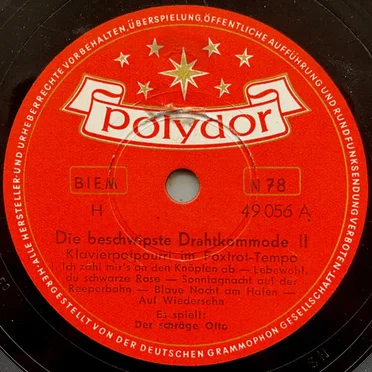 ALLE HERSTELLER- UND URHEBERRECHTE VORBEHALTEN, ÜBERSPIELUNG, ÖFFENTLICHE AUFFÜHRUNG UND RUNDFUNKSENDUNG VERBOTEN-
Polydor
BIEM
N 78
H
49 056 A
Die beschwipste Drahtkommode II
Klavierpotpourri im Foxtrot-Tempo
Ich zähl mir's an den Knöpfen ab — Lebewohl,
du schwarze Rose — Sonntagnacht auf der
Reeperbahn — Blaue Nacht am Hafen —
Auf Wiedersehn
Es spielt:
Der schräge Otto
HERGESTELLT VON DER DEUTSCHEN GRAMMOPHON GESELLSCHAFT